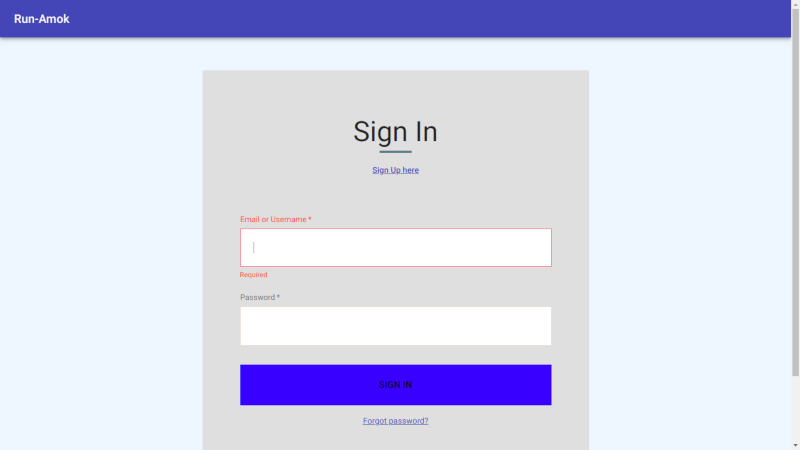 Run-Amok
Sign In
Sign Up here
Email or Username *
Required
Password *
SIGN IN
Forgot password?